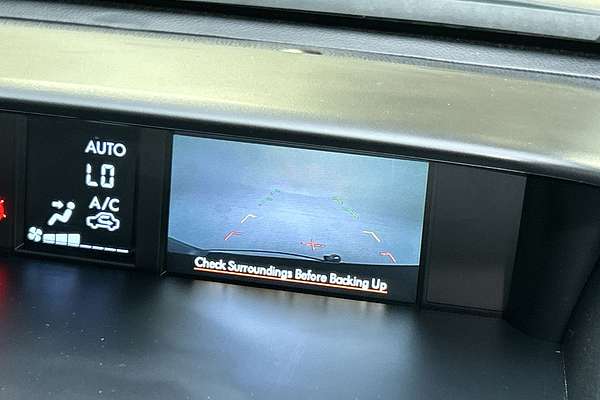 AUTO
LO
A/C
Check Surroundings Before Backing Up